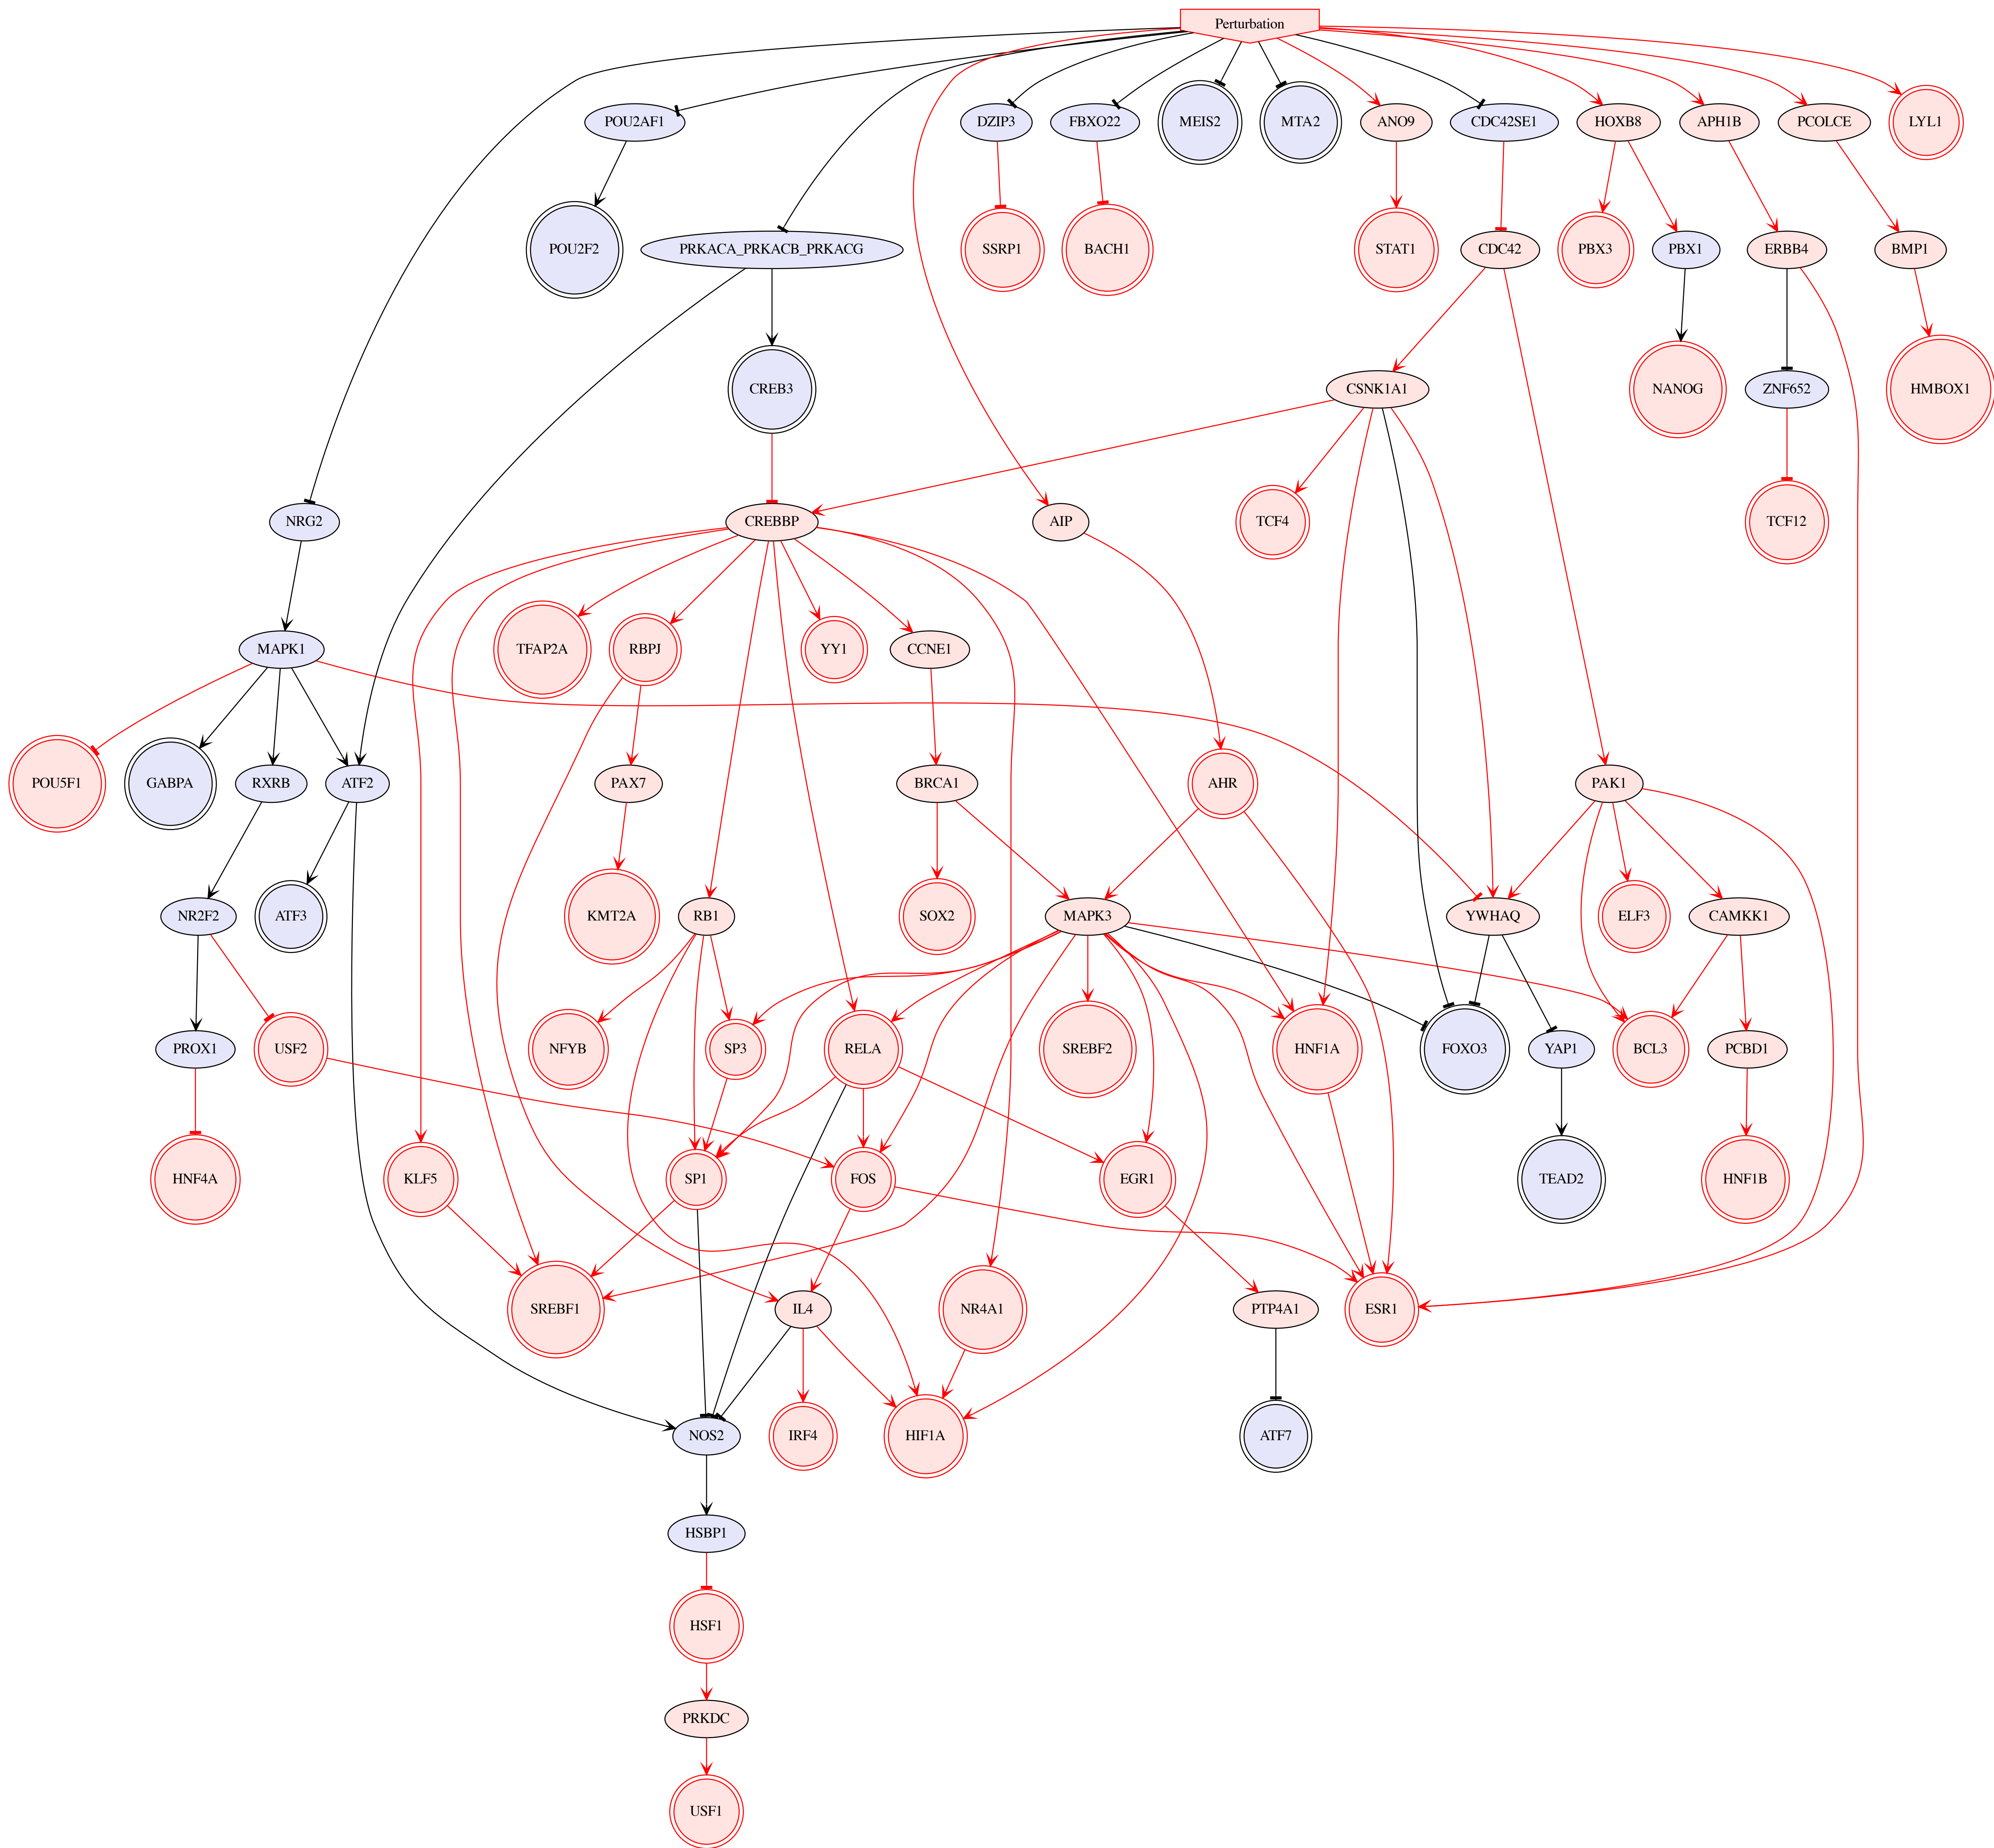 Perturbation
POU2AF1
DZIP3
FBXO22
MEIS2
MTA2
ANO9
CDC42SE1
HOXB8
APH1B
PCOLCE
LYL1
POU2F2
PRKACA_PRKACB_PRKACG
SSRP1
BACH1
STAT1
CDC42
PBX3
PBX1
ERBB4
BMP1
CREB3
CSNK1A1
NANOG
ZNF652
HMBOX1
NRG2
CREBBP
AIP
TCF4
TCF12
MAPK1
TFAP2A
RBPJ
YY1
CCNE1
POU5F1
GABPA
RXRB
ATF2
PAX7
BRCA1
AHR
PAK1
NR2F2
ATF3
KMT2A
RB1
SOX2
MAPK3
YWHAQ
ELF3
CAMKK1
PROX1
USF2
NFYB
SP3
RELA
SREBF2
HNF1A
FOXO3
YAP1
BCL3
PCBD1
HNF4A
KLF5
SP1
FOS
EGR1
TEAD2
HNF1B
SREBF1
IL4
NR4A1
PTP4A1
ESR1
NOS2
IRF4
HIF1A
ATF7
HSBP1
HSF1
PRKDC
USF1